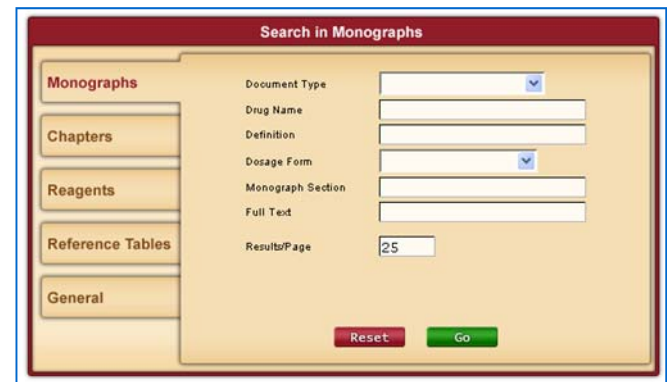 Search in Monographs
Monographs
Chapters
Reagents
Reference Tables
General
Document Type
Drug Name
Definition
Dosage Form
Monograph Section
Full Text
Results/Page 25
Reset Go